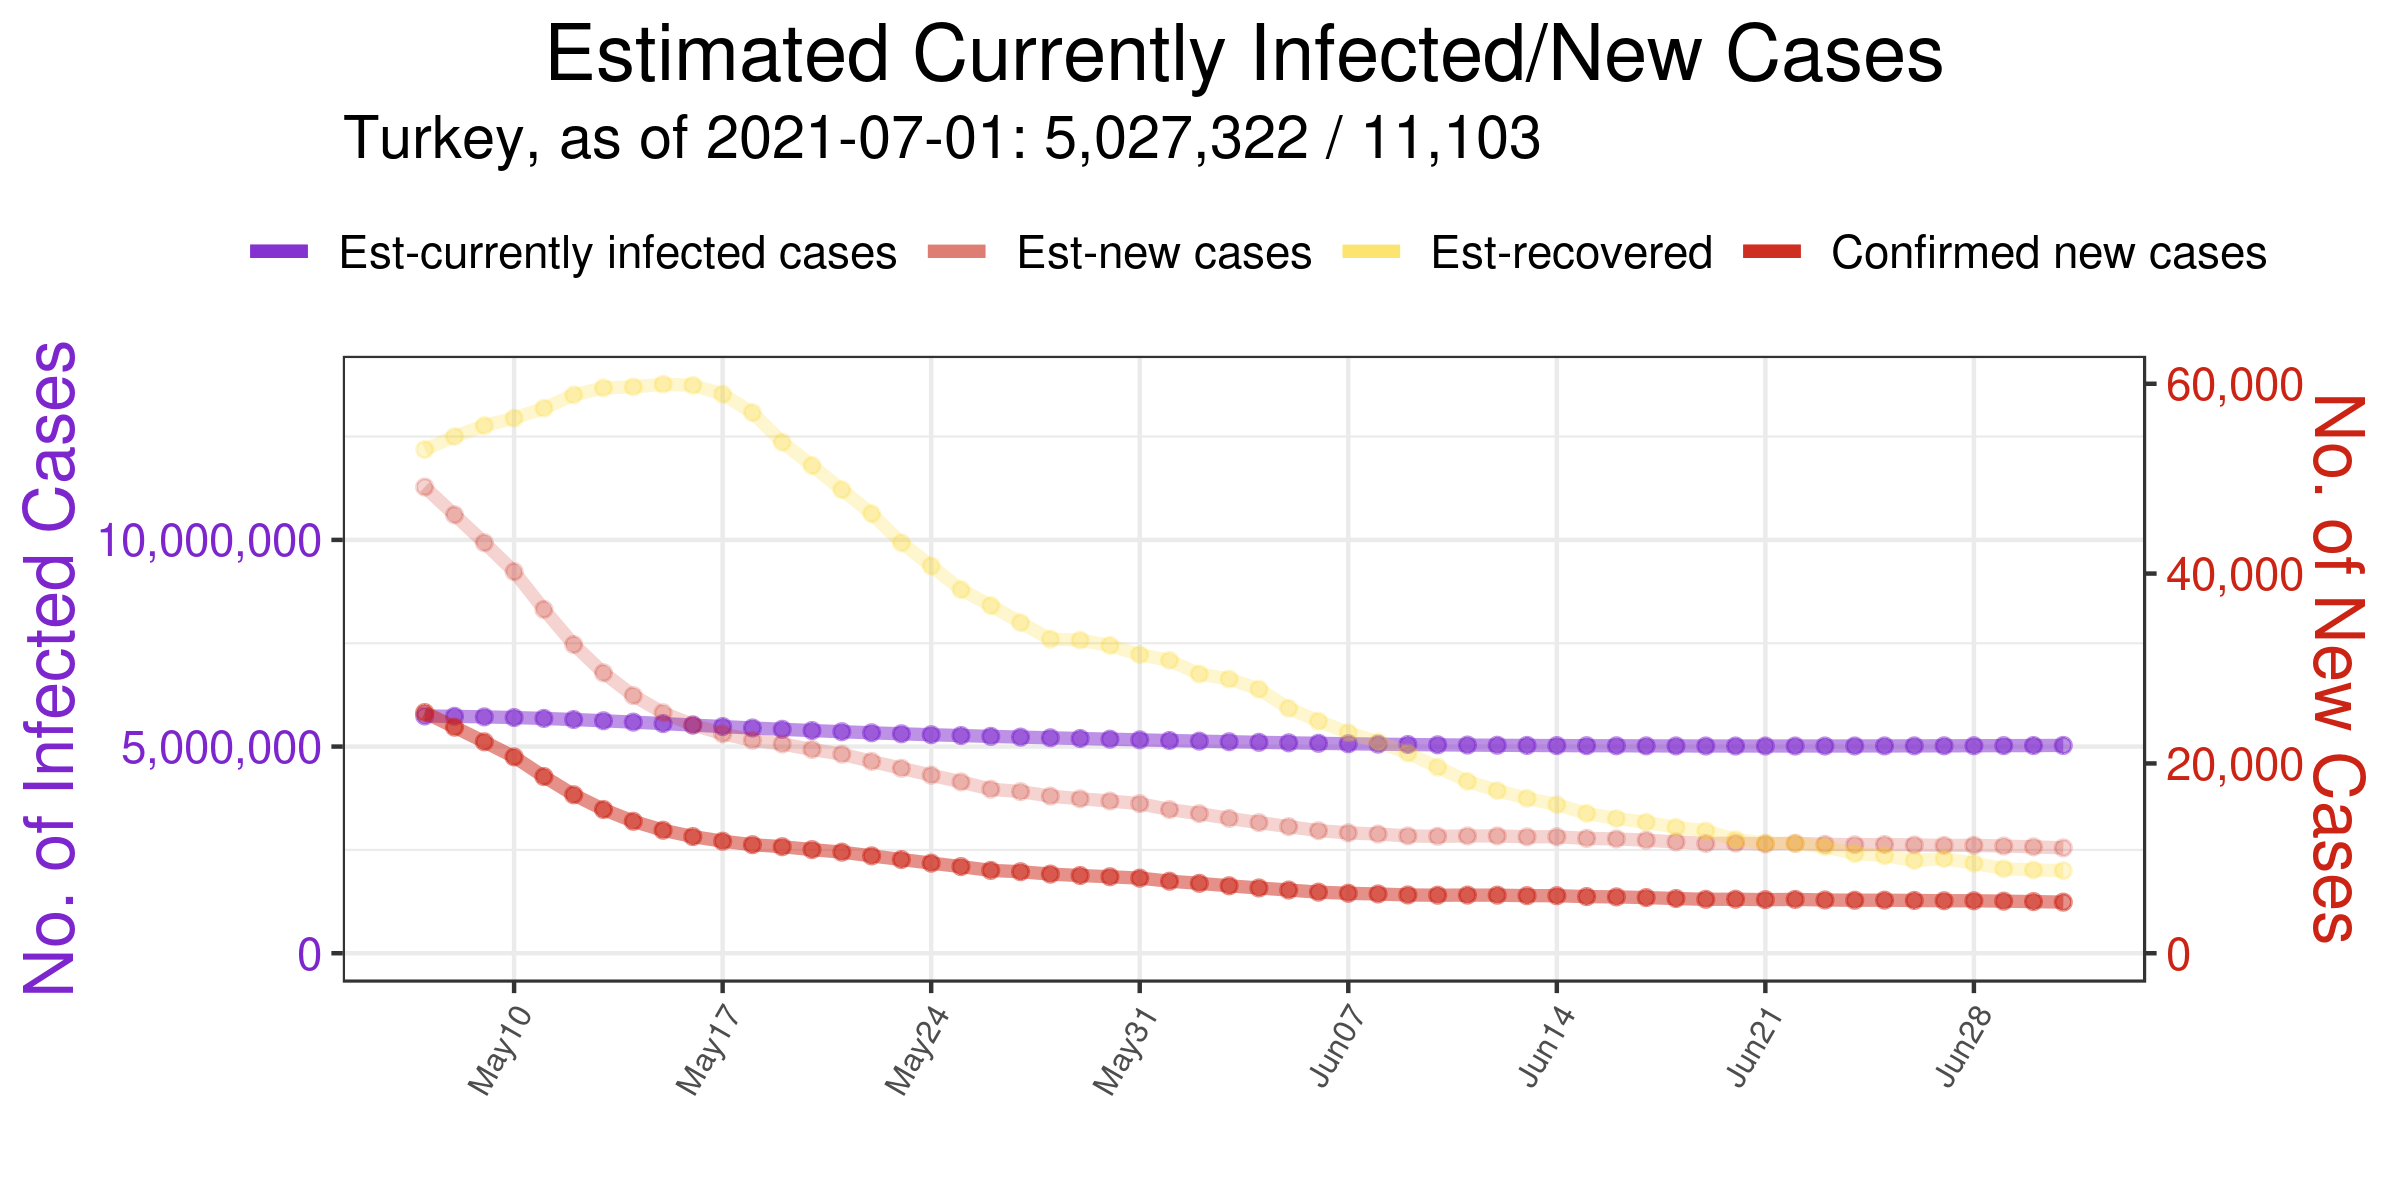 Estimated Currently Infected/New Cases
Turkey, as of 2021-07-01: 5,027,322 / 11,103
Est-currently infected cases Est-new cases Est-recovered Confirmed new cases
No. of Infected Cases
10,000,000
5,000,000
0
60,000
40,000
20,000
0
No. of New Cases
May10 May17 May24 May31 Jun07 Jun14 Jun21 Jun28